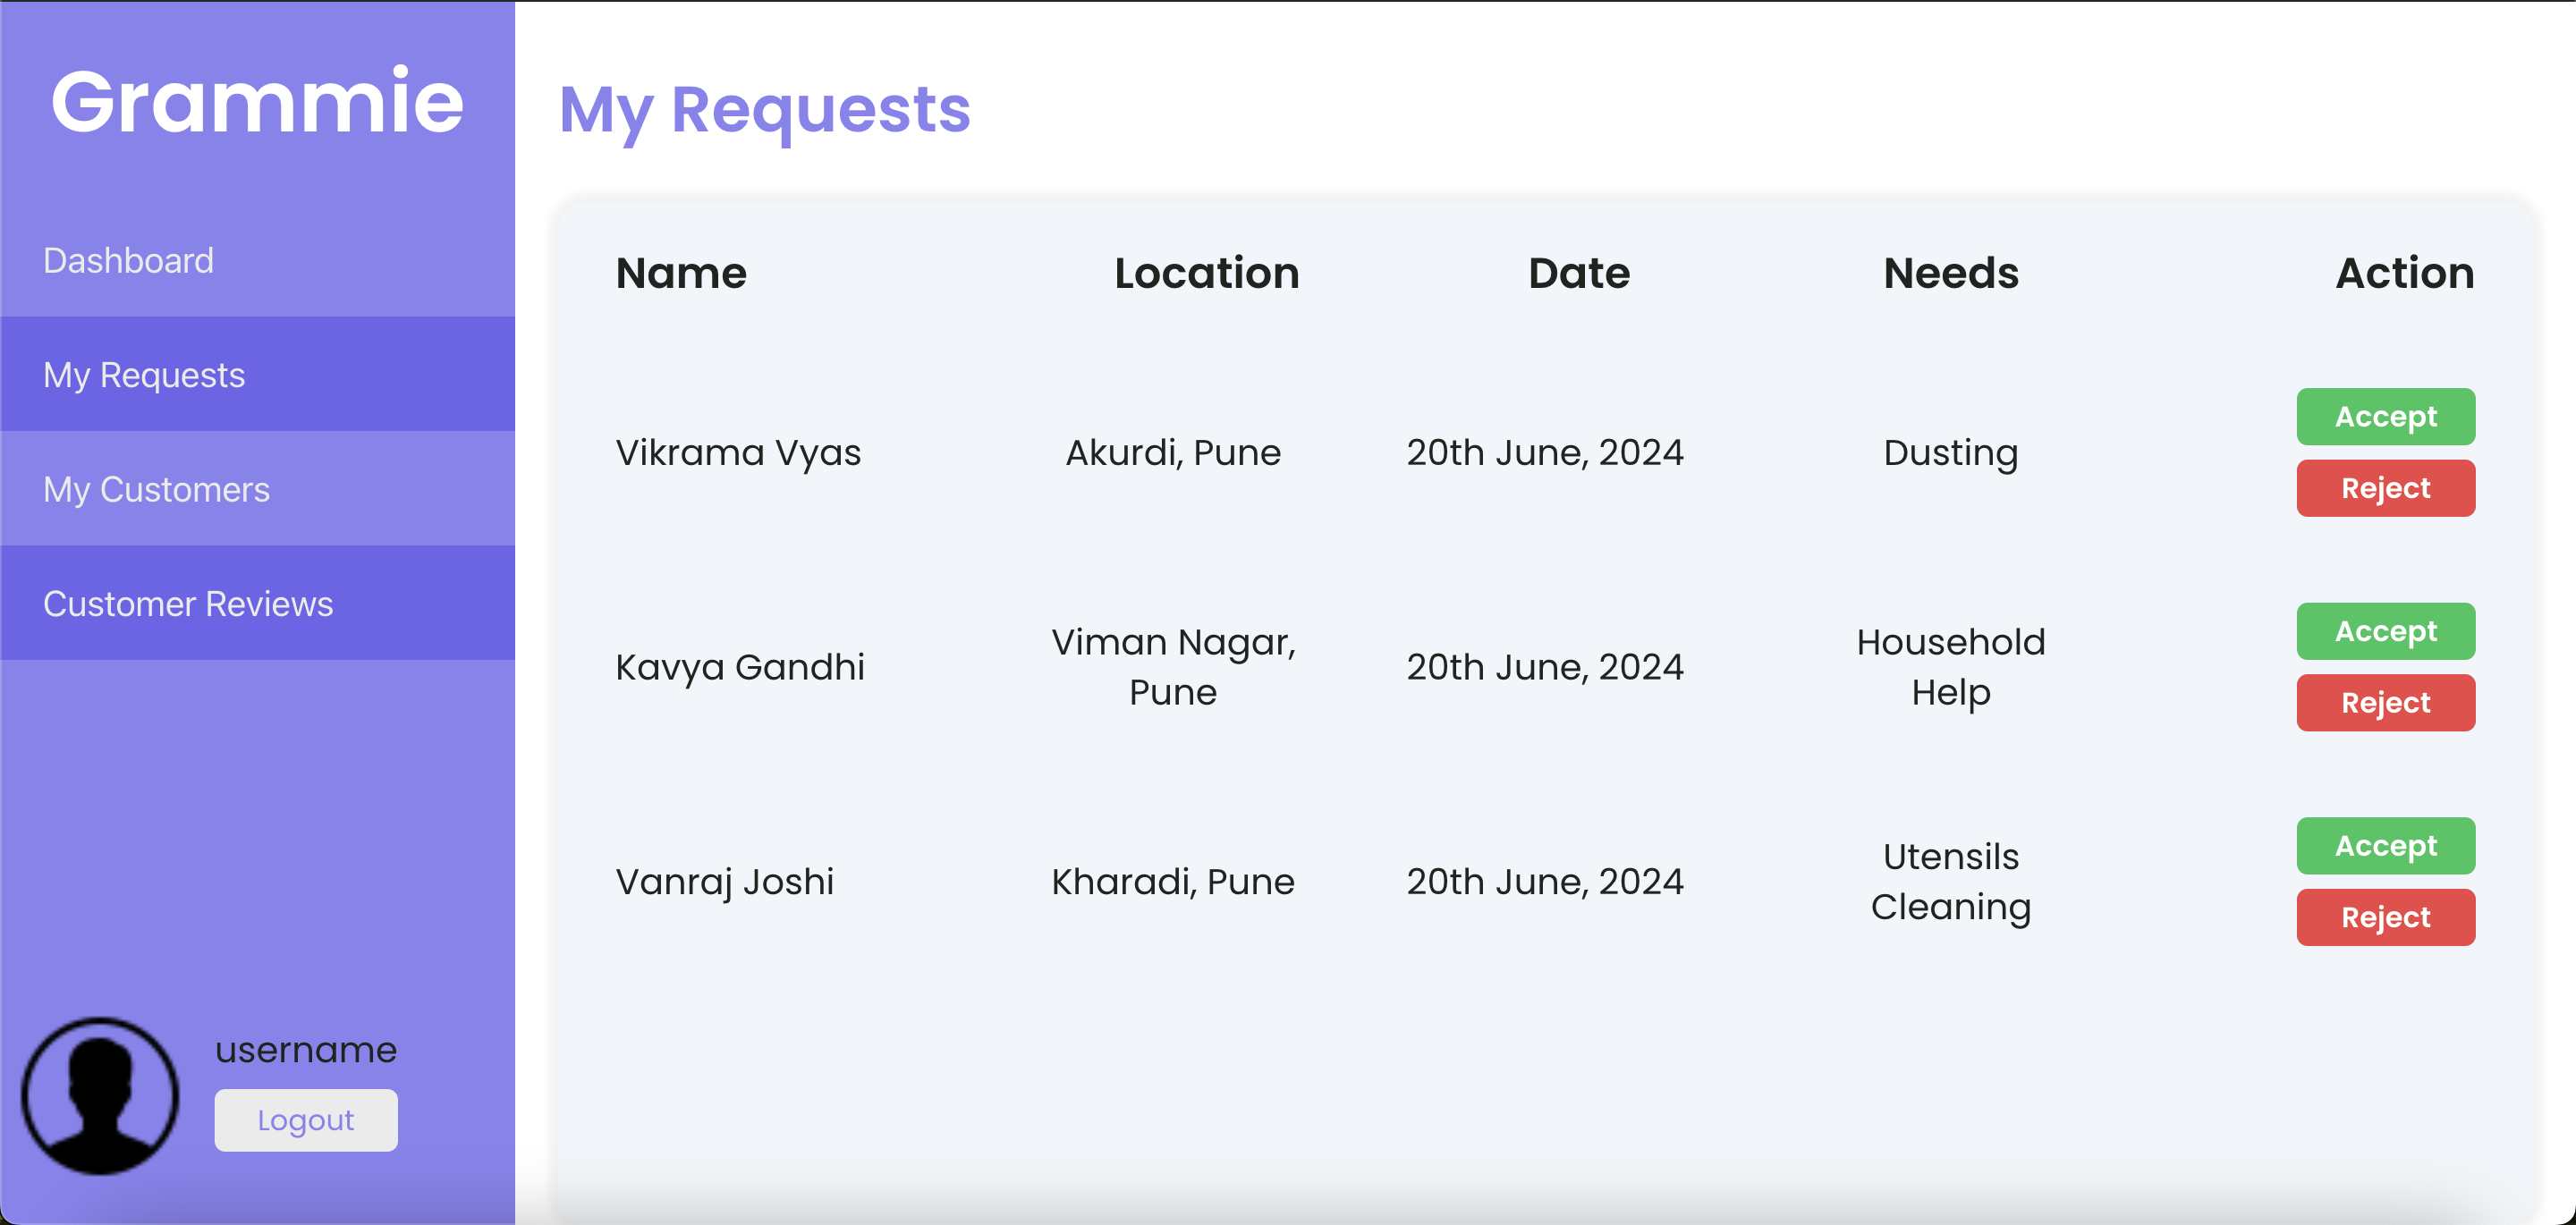 Grammie
Dashboard
My Requests
My Customers
Customer Reviews
username
Logout
My Requests
Name Location Date Needs Action
Vikrama Vyas Akurdi, Pune 20th June, 2024 Dusting
Accept
Reject
Kavya Gandhi
Viman Nagar,
Pune
20th June, 2024
Household
Help
Accept
Reject
Vanraj Joshi Kharadi, Pune 20th June, 2024
Utensils
Cleaning
Accept
Reject